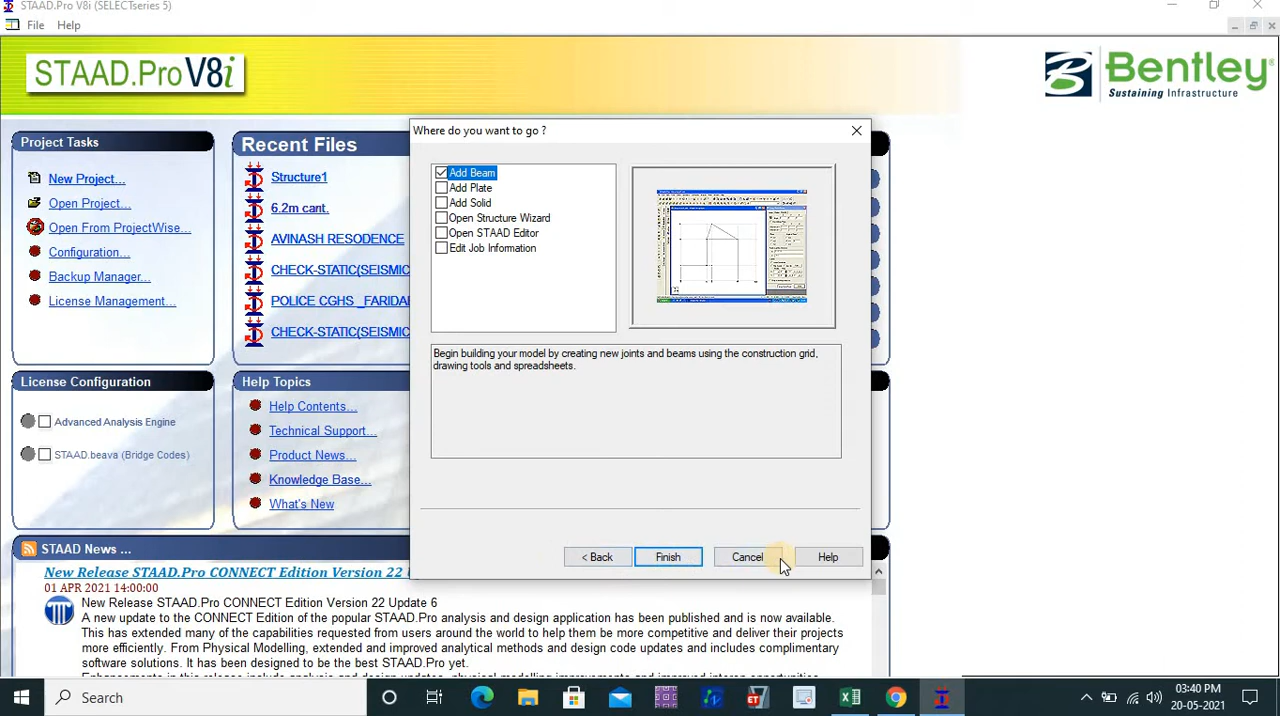 STAAD.Pro V8i (SELECTseries 5)
File Help
STAAD.Pro V8i
Bentley
Sustaining Infrastructure
Project Tasks
New Project...
Open Project...
Open From ProjectWise...
Configuration...
Backup Manager...
License Management...
Recent Files
Structure1
6.2m cant.
AVINASH RESODENCE
CHECK-STATIC(SEISMIC
POLICE CGHS _FARIDA
CHECK-STATIC(SEISMIC
Where do you want to go ?
Add Beam
Add Plate
Add Solid
Open Structure Wizard
Open STAAD Editor
Edit Job Information
Begin building your model by creating new joints and beams using the construction grid,
drawing tools and spreadsheets.
< Back Finish Cancel Help
License Configuration
Advanced Analysis Engine
STAAD.beava (Bridge Codes)
Help Topics
Help Contents...
Technical Support...
Product News...
Knowledge Base...
What's New
STAAD News ...
New Release STAAD.Pro CONNECT Edition Version 22
01 APR 2021 14:00:00
New Release STAAD.Pro CONNECT Edition Version 22 Update 6
A new update to the CONNECT Edition of the popular STAAD.Pro analysis and design application has been published and is now available.
This has extended many of the capabilities requested from users around the world to help them be more competitive and deliver their projects
more efficiently. From Physical Modelling, extended and improved analytical methods and design code updates and includes complimentary
software solutions. It has been designed to be the best STAAD.Pro yet.
Search
ET
03:40 PM
20-05-2021